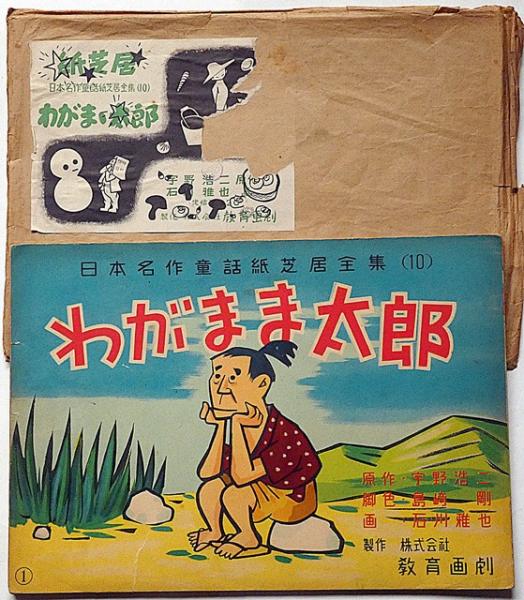 紙芝居
日本名作童話紙芝居全集(10)
わがまま太郎
宇野浩二原
石 雅也
製作 教育画劇
日本名作童話紙芝居全集(10)
わがまま太郎
原作・宇野浩二
脚色・島崎 剛
画・石川雅也
製作 株式会社
教育画劇
①